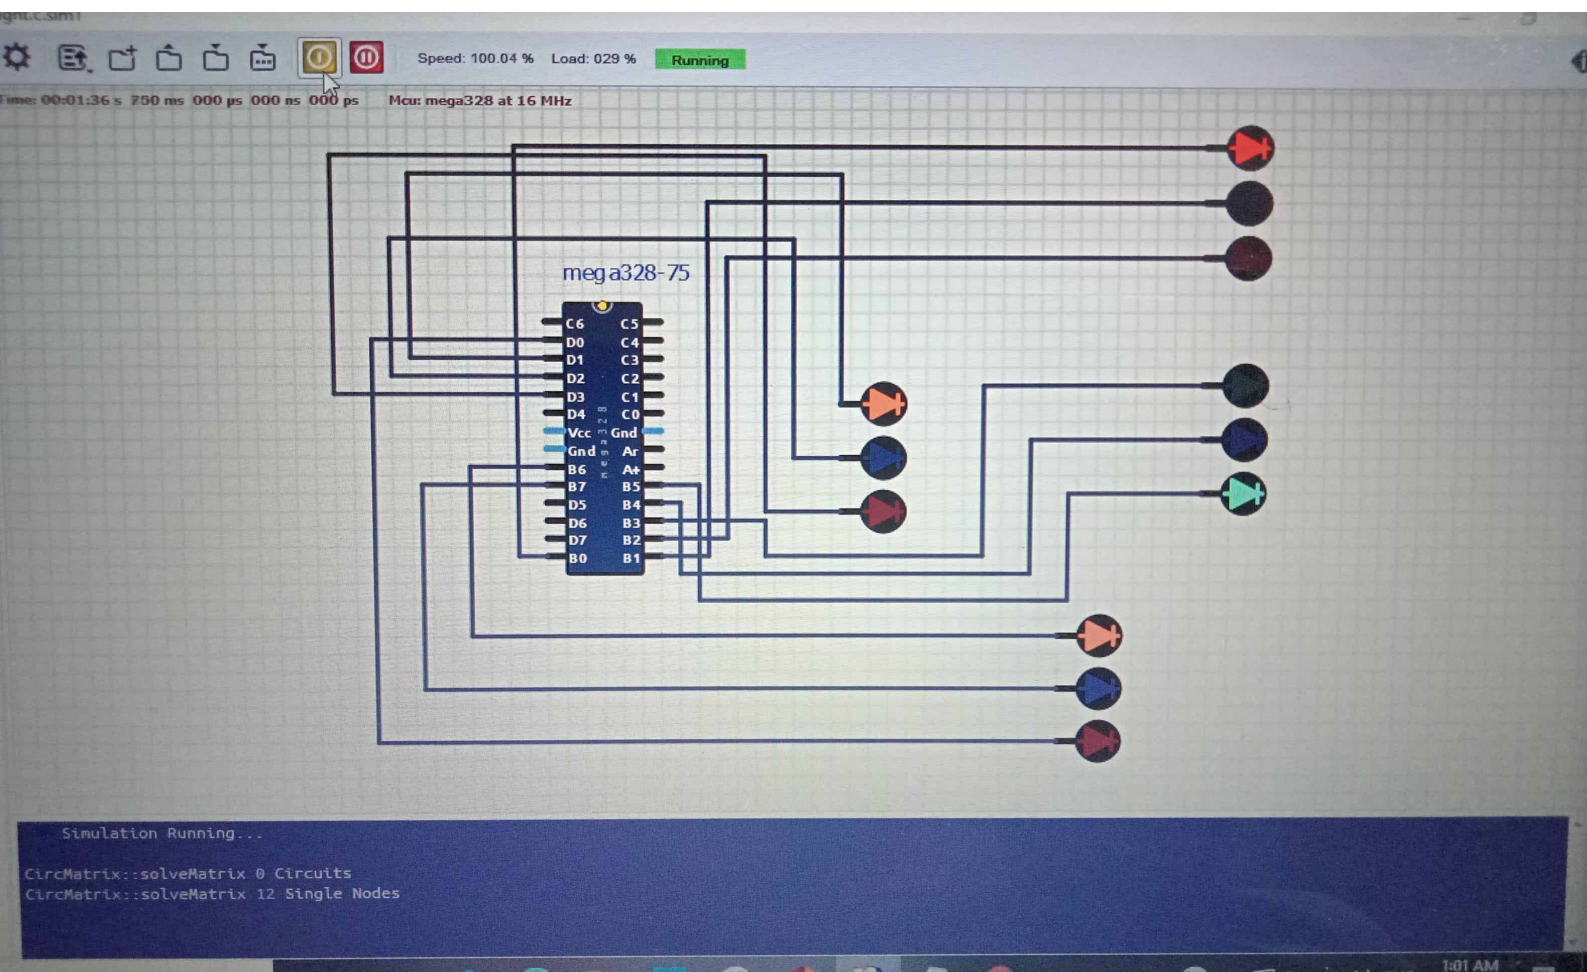 Speed: 100.04 % Load: 029 % Running
Time: 00:01:36 s 750 ms 000 µs 000 ns 000 ps Mcu: mega328 at 16 MHz
mega328-75
C6 C5
D0 C4
D1 C3
D2 C2
D3 C1
D4 C0
Vcc Gnd
Gnd Ar
B6 A+
B7 B5
D5 B4
D6 B3
D7 B2
B0 B1
mega328
Simulation Running...
CircMatrix::solveMatrix 0 Circuits
CircMatrix::solveMatrix 12 Single Nodes
1:01 AM